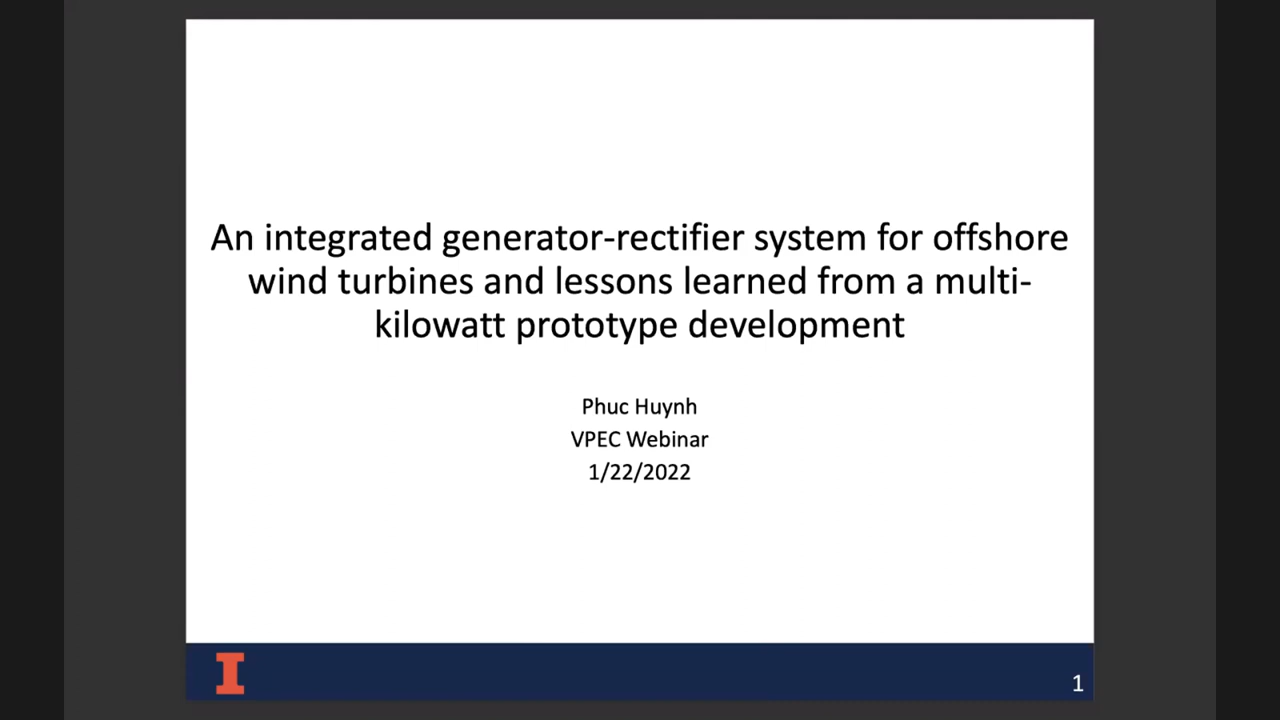 An integrated generator-rectifier system for offshore
wind turbines and lessons learned from a multi-
kilowatt prototype development
Phuc Huynh
VPEC Webinar
1/22/2022
I
1